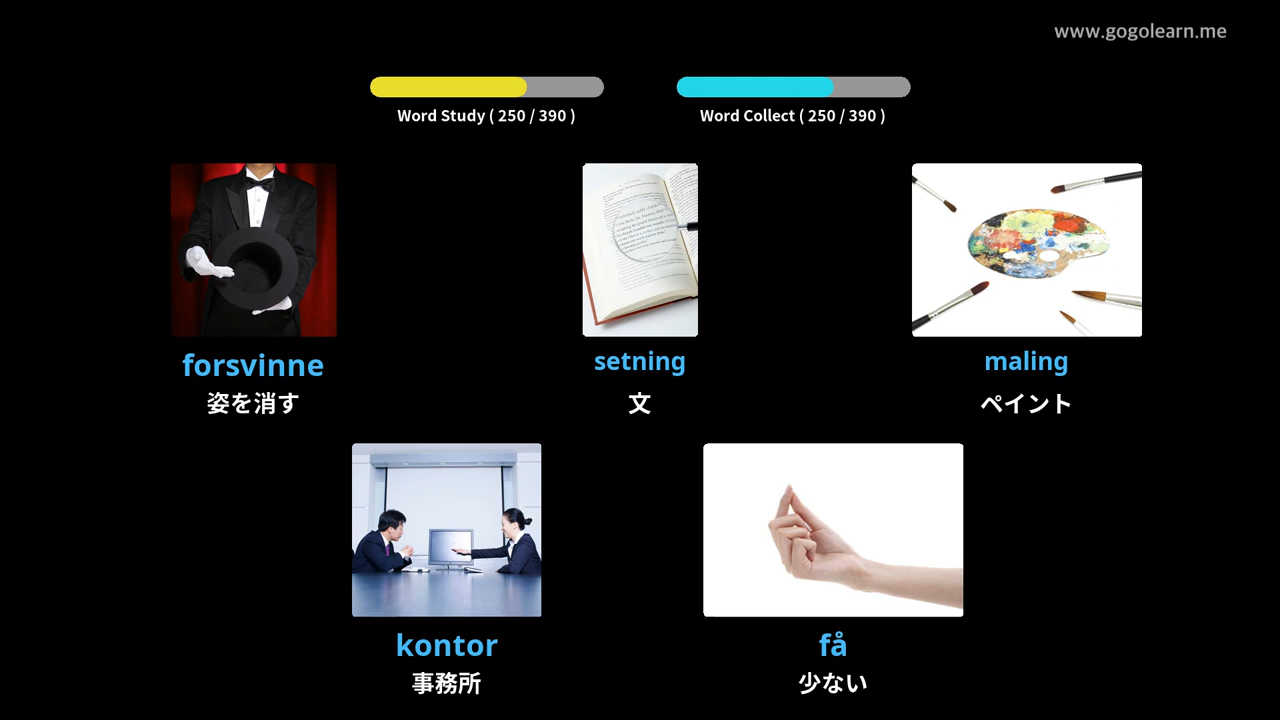 www.gogolearn.me
Word Study ( 250 / 390 )
Word Collect ( 250 / 390 )
forsvinne
姿を消す
setning
文
maling
ペイント
kontor
事務所
få
少ない